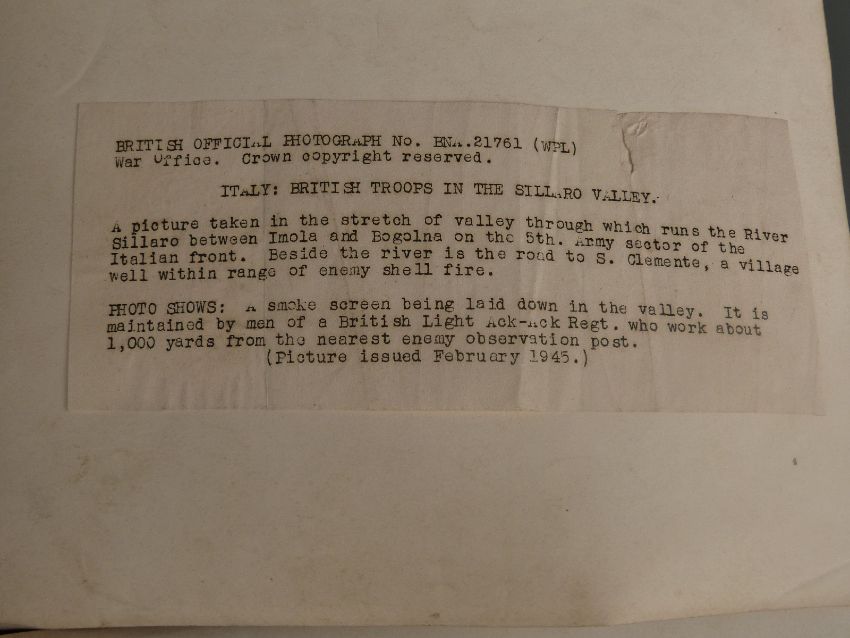 BRITISH OFFICIAL PHOTOGRAPH No. BNA.21761 (WPL)
War Office. Crown copyright reserved.
ITALY: BRITISH TROOPS IN THE SILLARO VALLEY.
A picture taken in the stretch of valley through which runs the River
Sillaro between Imola and Bogolna on the 5th. Army sector of the
Italian front. Beside the river is the road to S. Clemente, a village
well within range of enemy shell fire.
PHOTO SHOWS: A smoke screen being laid down in the valley. It is
maintained by men of a British Light Ack-Ack Regt. who work about
1,000 yards from the nearest enemy observation post.
(Picture issued February 1945.)